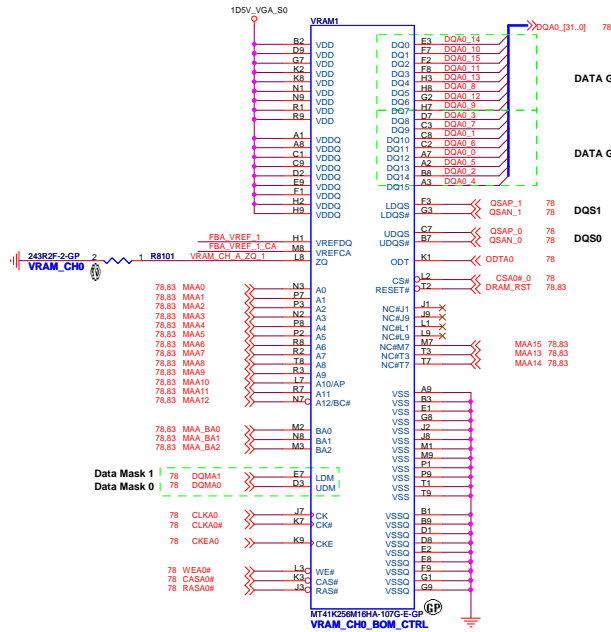 1D5V_VGA_S0
VRAM1
DQA0_[31..0] 78
B2 VDD
D9 VDD
G7 VDD
K2 VDD
K8 VDD
N1 VDD
N9 VDD
R1 VDD
R9 VDD
A1 VDDQ
A8 VDDQ
C1 VDDQ
C9 VDDQ
D2 VDDQ
E9 VDDQ
F1 VDDQ
H2 VDDQ
H9 VDDQ
DQ0 E3 DQA0_14
DQ1 F7 DQA0_10
DQ2 F2 DQA0_15
DQ3 F8 DQA0_11
DQ4 H3 DQA0_13
DQ5 H8 DQA0_8
DQ6 G2 DQA0_12
DQ7 H7 DQA0_9
DQ8 D7 DQA0_3
DQ9 C3 DQA0_7
DQ10 C8 DQA0_1
DQ11 C2 DQA0_6
DQ12 A7 DQA0_0
DQ13 A2 DQA0_5
DQ14 B8 DQA0_2
DQ15 A3 DQA0_4
DATA G
DATA G
LDQS F3 QSAP_1 78
LDQS# G3 QSAN_1 78
DQS1
UDQS C7 QSAP_0 78
UDQS# B7 QSAN_0 78
DQS0
FBA_VREF_1 H1 VREFDQ
FBA_VREF_1_CA M8 VREFCA
243R2F-2-GP 2 1 R8101 VRAM_CH_A_ZQ_1 L8 ZQ
VRAM_CH0
ODT K1 ODTA0 78
CS# L2 CSA0#_0 78
RESET# T2 DRAM_RST 78,83
78,83 MAA0 N3 A0
78,83 MAA1 P7 A1
78,83 MAA2 P3 A2
78,83 MAA3 N2 A3
78,83 MAA4 P8 A4
78,83 MAA5 P2 A5
78,83 MAA6 R8 A6
78,83 MAA7 R2 A7
78,83 MAA8 T8 A8
78,83 MAA9 R3 A9
78,83 MAA10 L7 A10/AP
78,83 MAA11 R7 A11
78,83 MAA12 N7 A12/BC#
NC#J1 J1
NC#J9 J9
NC#L1 L1
NC#L9 L9
NC#M7 M7 MAA15 78,83
NC#T3 T3 MAA13 78,83
NC#T7 T7 MAA14 78,83
78,83 MAA_BA0 M2 BA0
78,83 MAA_BA1 N8 BA1
78,83 MAA_BA2 M3 BA2
Data Mask 1 78 DQMA1 E7 LDM
Data Mask 0 78 DQMA0 D3 UDM
78 CLKA0 J7 CK
78 CLKA0# K7 CK#
78 CKEA0 K9 CKE
78 WEA0# L3 WE#
78 CASA0# K3 CAS#
78 RASA0# J3 RAS#
VSS A9
VSS B3
VSS E1
VSS G8
VSS J2
VSS J8
VSS M1
VSS M9
VSS P1
VSS P9
VSS T1
VSS T9
VSSQ B1
VSSQ B9
VSSQ D1
VSSQ D8
VSSQ E2
VSSQ E8
VSSQ F9
VSSQ G1
VSSQ G9
MT41K256M16HA-107G-E-GP
GP
VRAM_CH0_BOM_CTRL